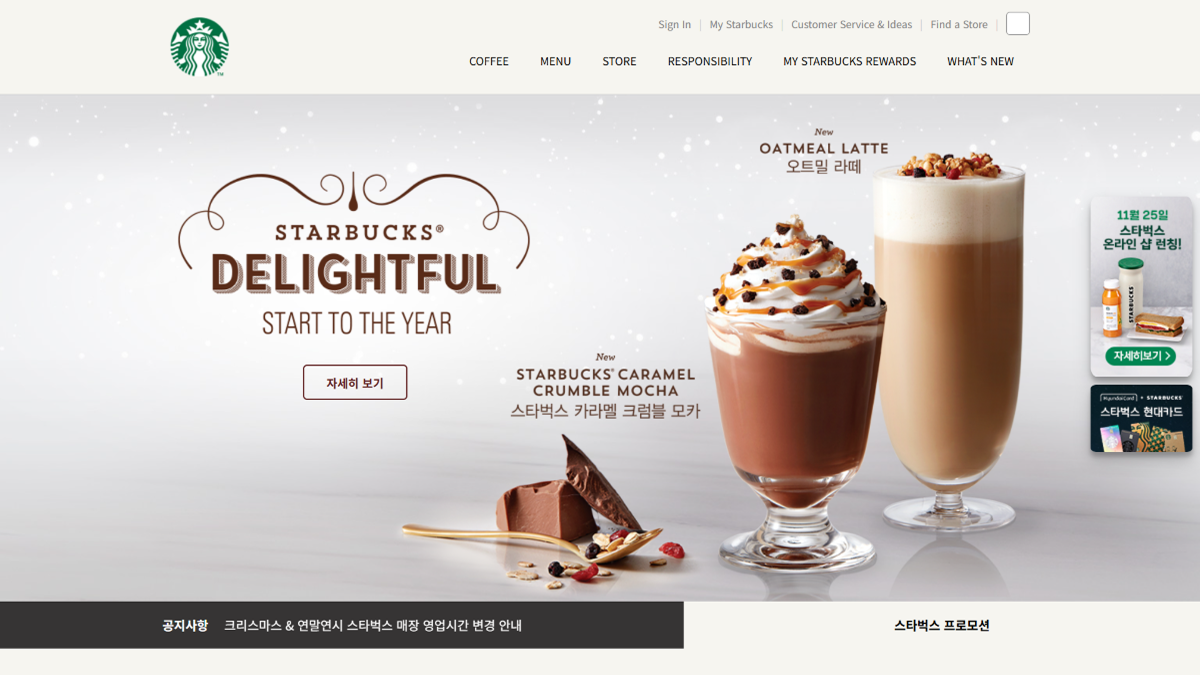 Sign In
My Starbucks
Customer Service & Ideas
Find a Store
COFFEE
MENU
STORE
RESPONSIBILITY
MY STARBUCKS REWARDS
WHAT'S NEW
New
OATMEAL LATTE
오트밀 라떼
STARBUCKS®
DELIGHTFUL
START TO THE YEAR
자세히 보기
New
STARBUCKS® CARAMEL
CRUMBLE MOCHA
스타벅스 카라멜 크럼블 모카
11월 25일
스타벅스
온라인 샵 런칭!
STARBUCKS
자세히보기 >
HyundaiCard × STARBUCKS
스타벅스 현대카드
공지사항 크리스마스 & 연말연시 스타벅스 매장 영업시간 변경 안내
스타벅스 프로모션